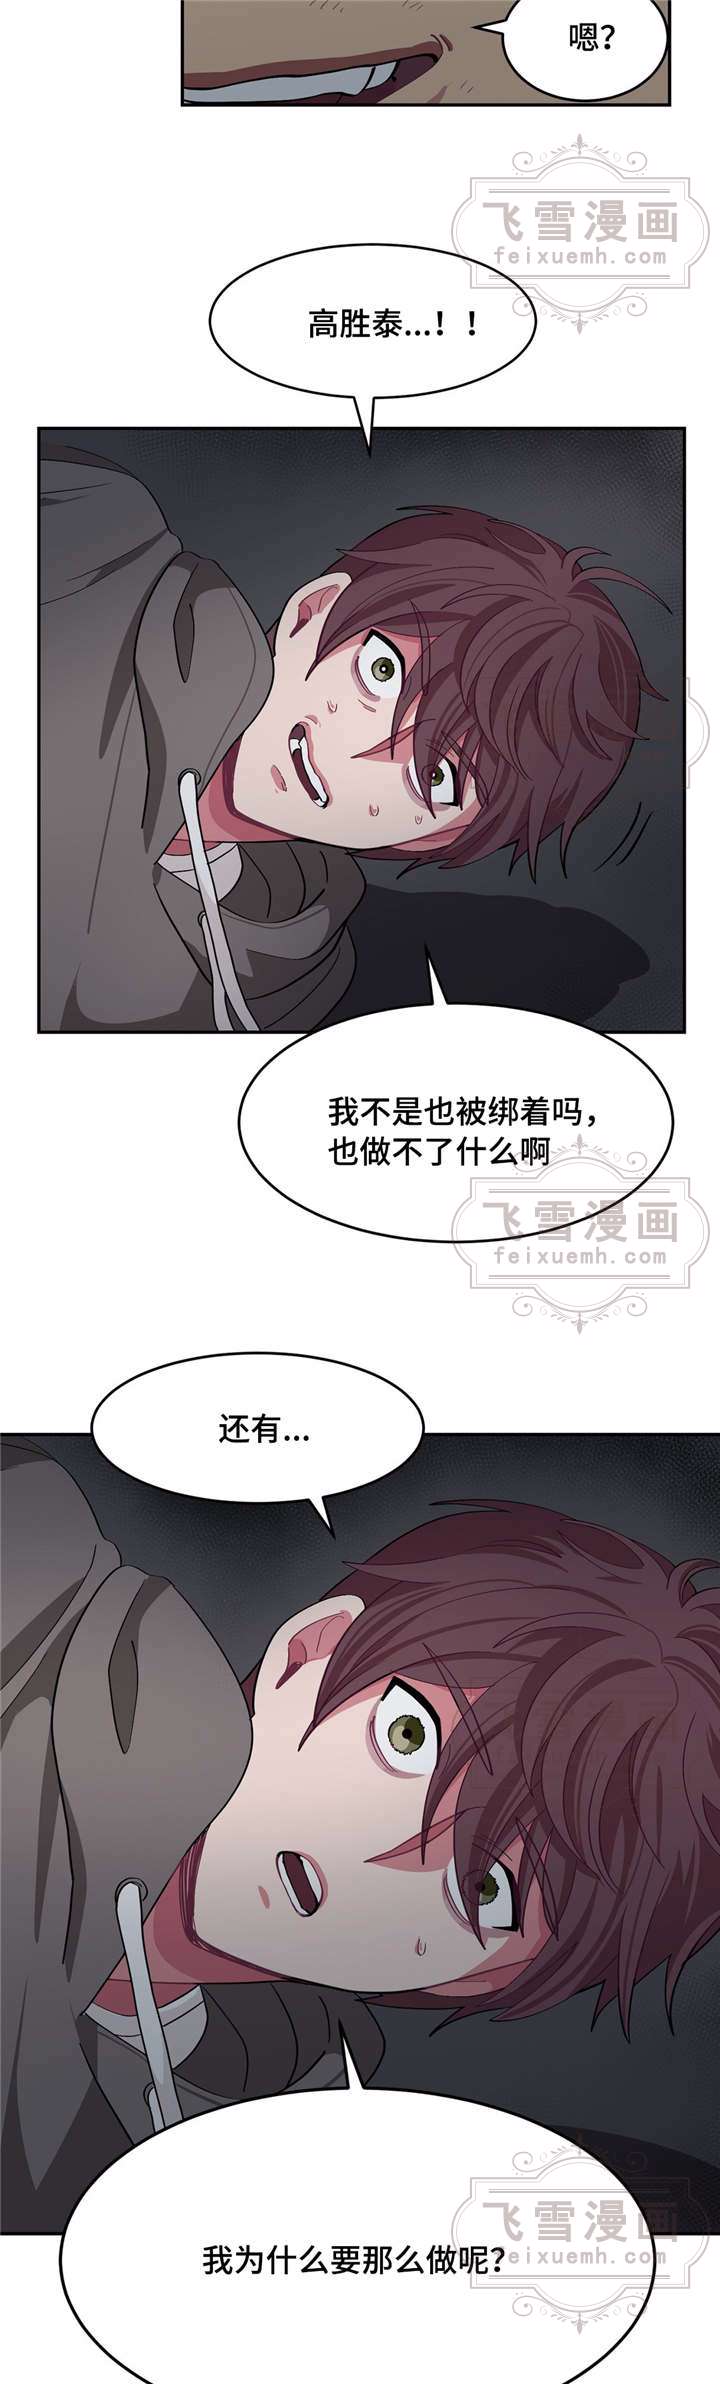 嗯？
飞雪漫画
feixuemh.com
高胜泰...！！
我不是也被绑着吗，
也做不了什么啊
飞雪漫画
feixuemh.com
还有...
飞雪漫画
feixuemh.com
我为什么要那么做呢？